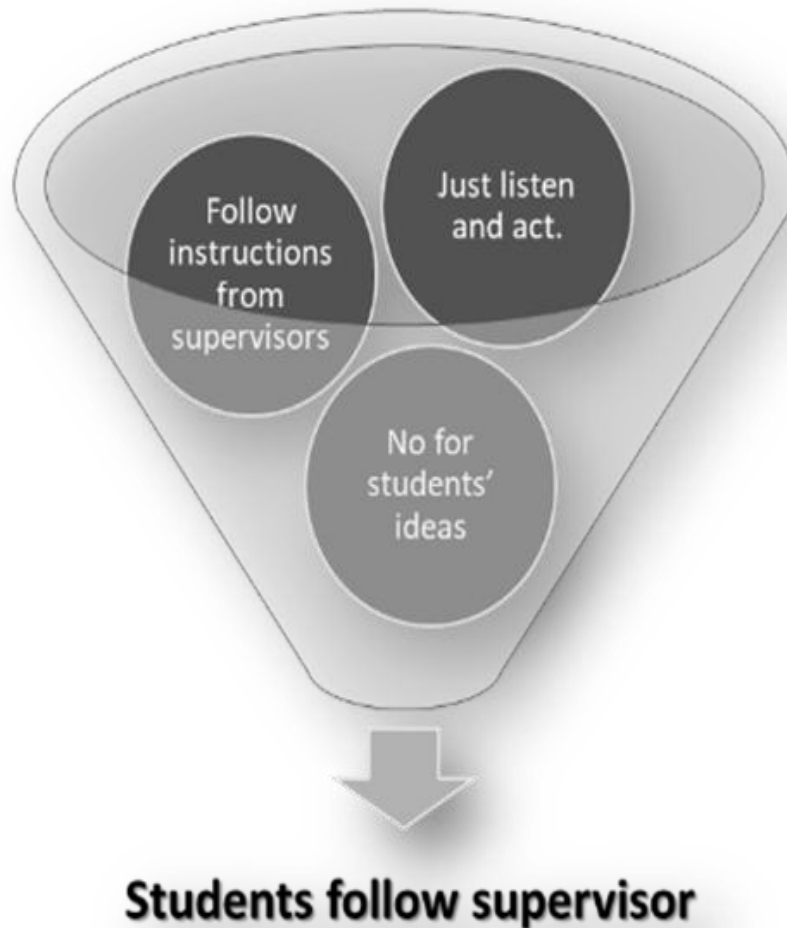 Just listen
and act.
Follow
instructions
from
supervisors
No for
students'
ideas
Students follow supervisor